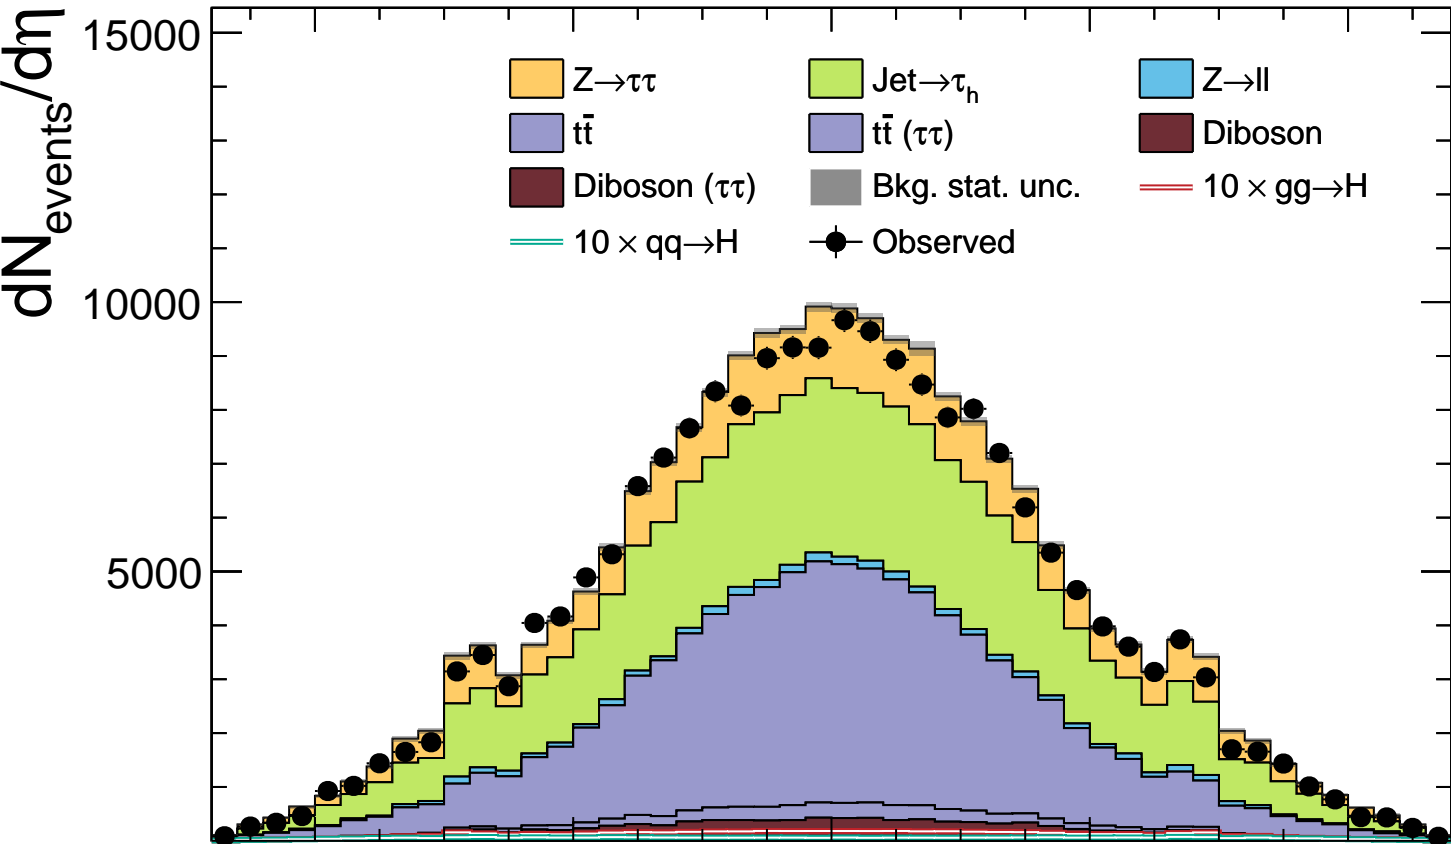 dN_events/dη
15000
10000
5000
Z→ττ
Jet→τ_h
Z→ll
tt̄
tt̄ (ττ)
Diboson
Diboson (ττ)
Bkg. stat. unc.
10 × gg→H
10 × qq→H
Observed